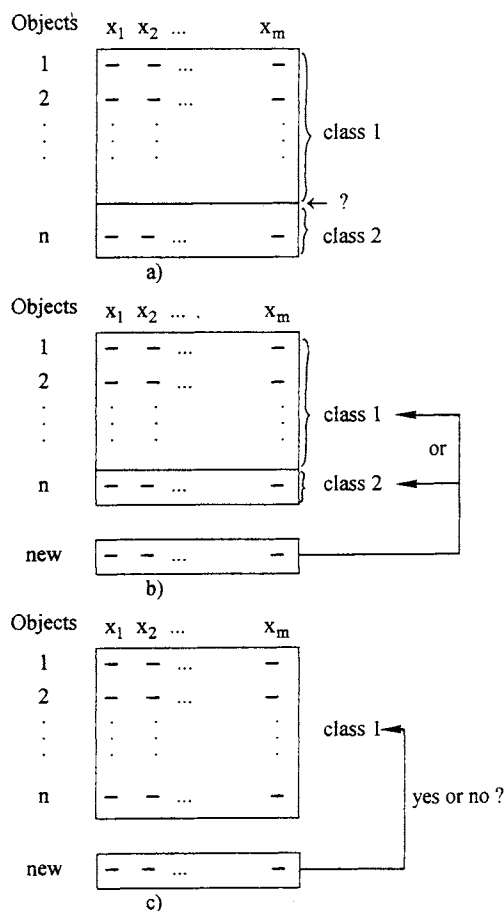 Objects x1 x2 ... xm
1 – – ... –
2 – – ... –
. . . .
. . . . class 1
. . . .
← ?
n – – ... – class 2
a)
Objects x1 x2 ... . xm
1 – – ... –
2 – – ... –
. . . .
. . . . class 1
. . . .
or
n – – ... – class 2
new – – ... –
b)
Objects x1 x2 ... xm
1 – – ... –
2 – – ... –
. . . .
. . . . class 1
. . . .
n – – ... – yes or no ?
new – – ... –
c)